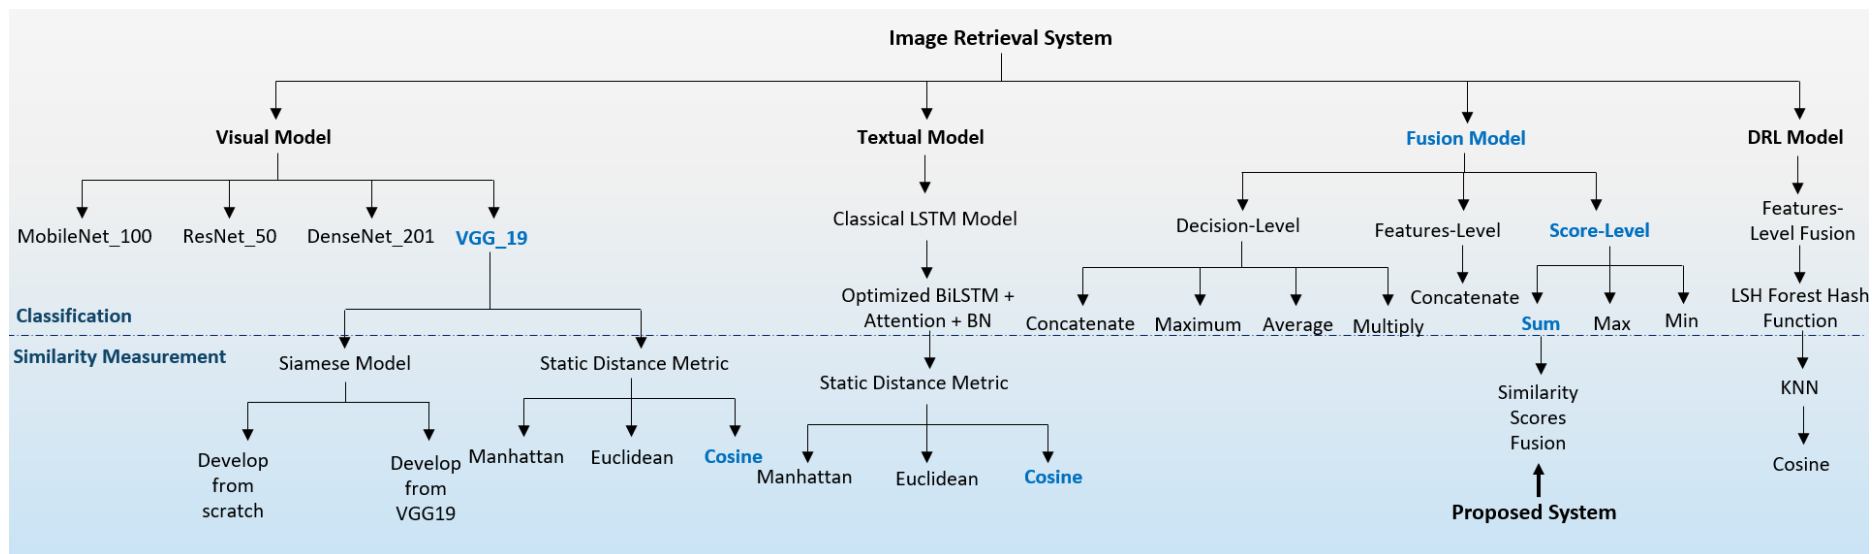 Image Retrieval System
Visual Model
Textual Model
Fusion Model
DRL Model
MobileNet_100
ResNet_50
DenseNet_201
VGG_19
Classical LSTM Model
Decision-Level
Features-Level
Score-Level
Features-
Level Fusion
Classification
Optimized BiLSTM +
Attention + BN
Concatenate
Maximum
Average
Multiply
Concatenate
Sum
Max
Min
LSH Forest Hash
Function
Similarity Measurement
Siamese Model
Static Distance Metric
Static Distance Metric
Similarity
Scores
Fusion
KNN
Develop
from
scratch
Develop
from
VGG19
Manhattan
Euclidean
Cosine
Manhattan
Euclidean
Cosine
Cosine
Proposed System